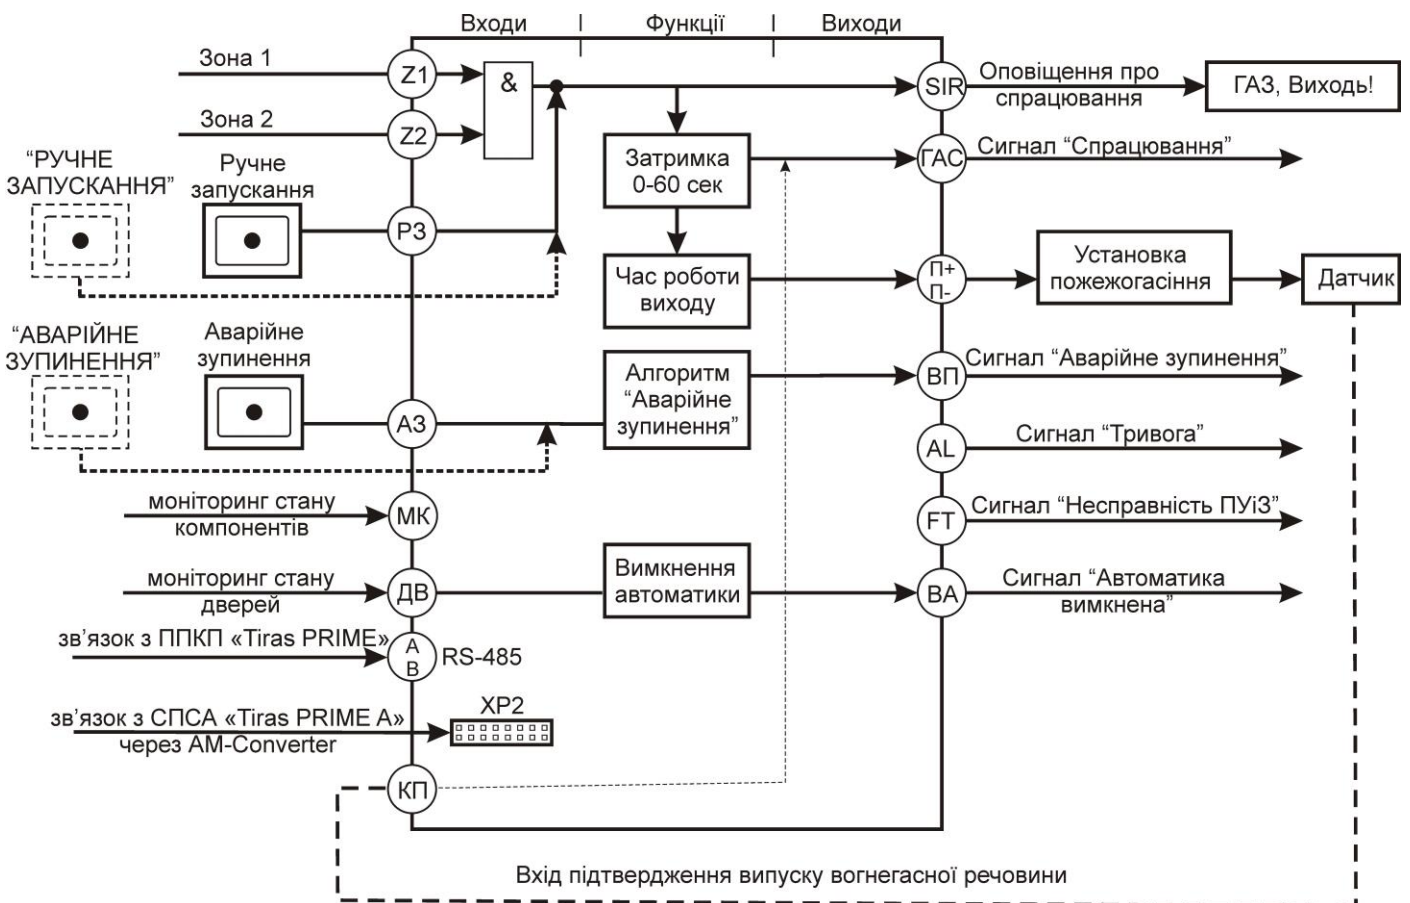 Входи
Функції
Виходи
Зона 1
Z1
&
SIR
Оповіщення про
спрацювання
ГАЗ, Виходь!
Зона 2
Z2
“РУЧНЕ
ЗАПУСКАННЯ”
Ручне
запускання
РЗ
Затримка
0-60 сек
ГАС
Сигнал “Спрацювання”
Час роботи
виходу
П+
П-
Установка
пожежогасіння
Датчик
“АВАРІЙНЕ
ЗУПИНЕННЯ”
Аварійне
зупинення
АЗ
Алгоритм
“Аварійне
зупинення”
ВП
Сигнал “Аварійне зупинення”
AL
Сигнал “Тривога”
моніторинг стану
компонентів
МК
FT
Сигнал “Несправність ПУіЗ”
моніторинг стану
дверей
ДВ
Вимкнення
автоматики
ВА
Сигнал “Автоматика
вимкнена”
зв’язок з ППКП «Tiras PRIME»
A
B
RS-485
зв’язок з СПСА «Tiras PRIME A»
через AM-Converter
XP2
КП
Вхід підтвердження випуску вогнегасної речовини